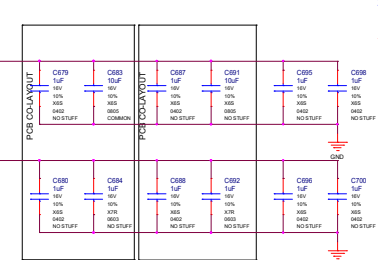 PCB CO-LAYOUT
C679
1uF
16V
10%
X6S
0402
NO STUFF
C683
10uF
16V
10%
X6S
0805
COMMON
PCB CO-LAYOUT
C687
1uF
16V
10%
X6S
0402
NO STUFF
C691
10uF
16V
10%
X6S
0805
NO STUFF
C695
1uF
16V
10%
X6S
0402
NO STUFF
C698
1uF
16V
10%
X6S
0402
NO STUFF
GND
C680
1uF
16V
10%
X6S
0402
NO STUFF
C684
1uF
16V
10%
X7R
0603
NO STUFF
C688
1uF
16V
10%
X6S
0402
NO STUFF
C692
1uF
16V
10%
X7R
0603
NO STUFF
C696
1uF
16V
10%
X6S
0402
NO STUFF
C700
1uF
16V
10%
X6S
0402
NO STUFF